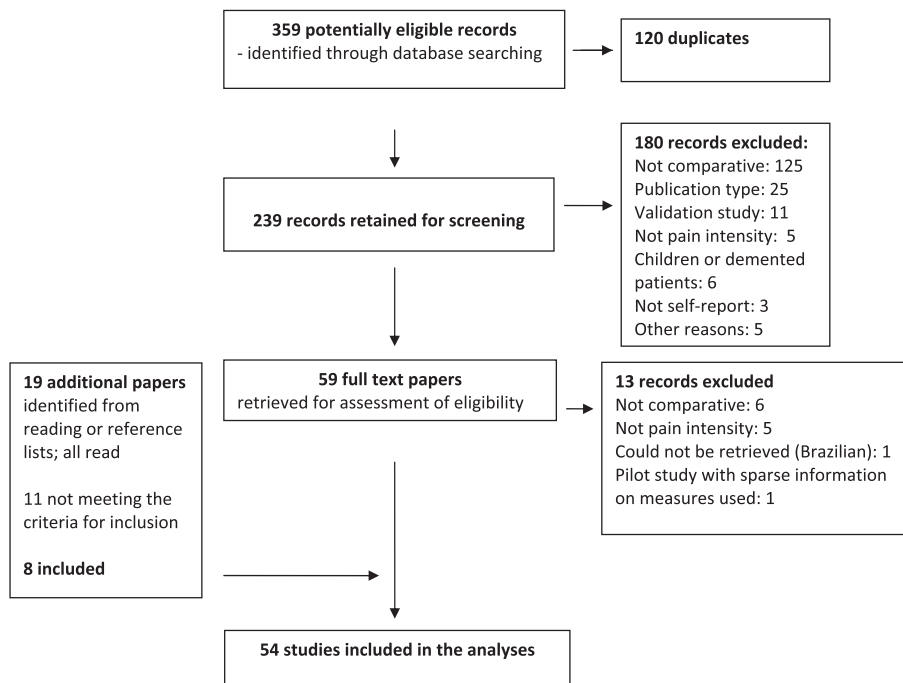 359 potentially eligible records
- identified through database searching
120 duplicates
180 records excluded:
Not comparative: 125
Publication type: 25
Validation study: 11
Not pain intensity:  5
Children or demented
patients: 6
Not self-report: 3
Other reasons: 5
239 records retained for screening
59 full text papers
retrieved for assessment of eligibility
13 records excluded
Not comparative: 6
Not pain intensity: 5
Could not be retrieved (Brazilian): 1
Pilot study with sparse information
on measures used: 1
19 additional papers
identified from
reading or reference
lists; all read
11 not meeting the
criteria for inclusion
8 included
54 studies included in the analyses